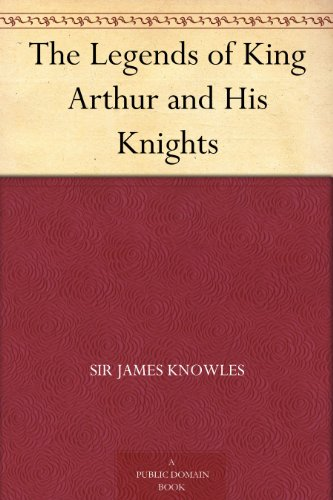 The Legends of King
Arthur and His
Knights
SIR JAMES KNOWLES
A
PUBLIC DOMAIN
BOOK